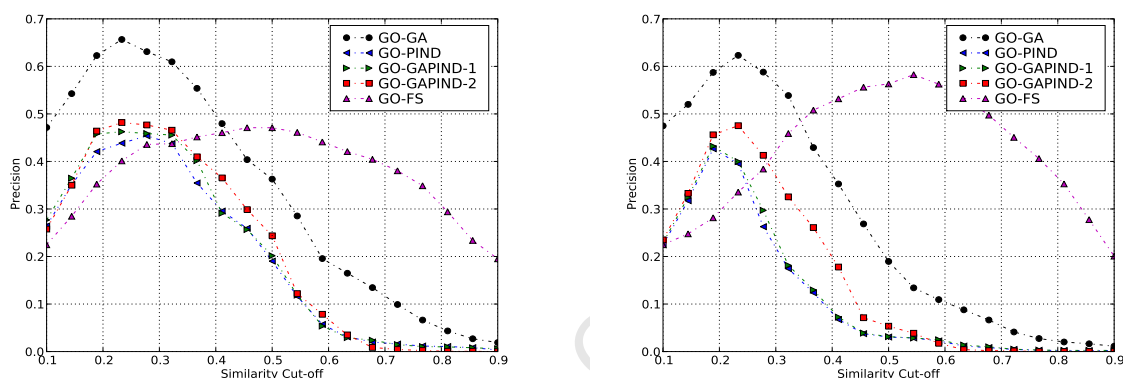 0.7
0.6
0.5
0.4
0.3
0.2
0.1
0.0
Precision
0.1 0.2 0.3 0.4 0.5 0.6 0.7 0.8 0.9
Similarity Cut-off
GO-GA
GO-PIND
GO-GAPIND-1
GO-GAPIND-2
GO-FS
0.7
0.6
0.5
0.4
0.3
0.2
0.1
0.0
Precision
0.1 0.2 0.3 0.4 0.5 0.6 0.7 0.8 0.9
Similarity Cut-off
GO-GA
GO-PIND
GO-GAPIND-1
GO-GAPIND-2
GO-FS